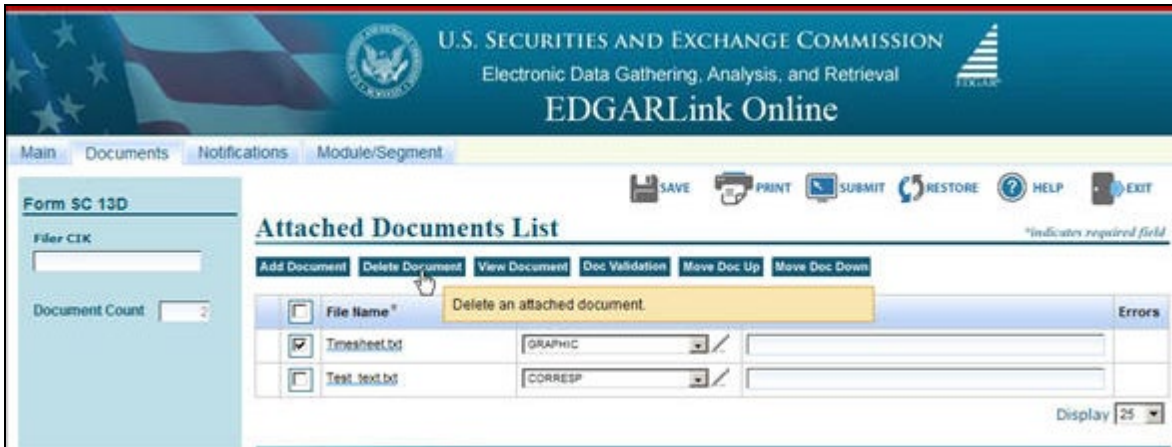 U.S. SECURITIES AND EXCHANGE COMMISSION
Electronic Data Gathering, Analysis, and Retrieval
EDGAR
EDGARLink Online
Main Documents Notifications Module/Segment
SAVE PRINT SUBMIT RESTORE HELP EXIT
Form SC 13D
Attached Documents List
*indicates required field
Filer CIK
Add Document Delete Document View Document Doc Validation Move Doc Up Move Doc Down
Delete an attached document.
Document Count 2
File Name* Errors
Timesheet.txt GRAPHIC
Test_text.txt CORRESP
Display 25